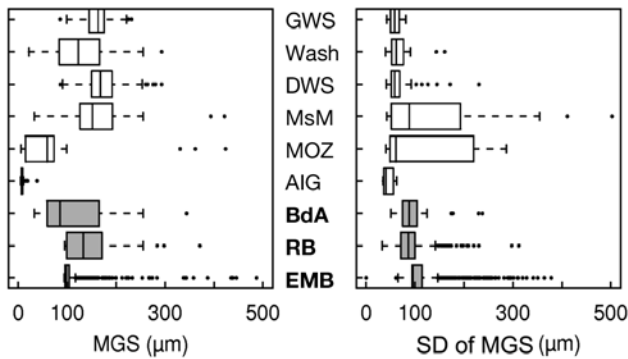 GWS
Wash
DWS
MsM
MOZ
AIG
BdA
RB
EMB
0 100 300 500
MGS (µm)
0 100 300 500
SD of MGS (µm)